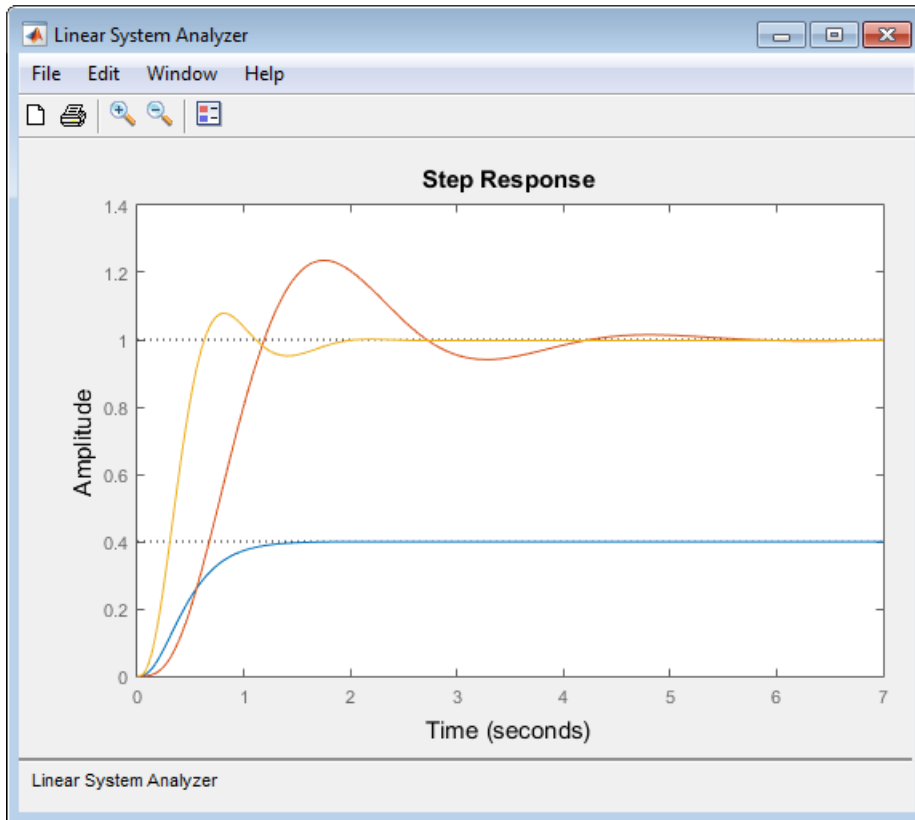 Linear System Analyzer
File Edit Window Help
Step Response
1.4
1.2
1
0.8
0.6
0.4
0.2
0
Amplitude
0 1 2 3 4 5 6 7
Time (seconds)
Linear System Analyzer